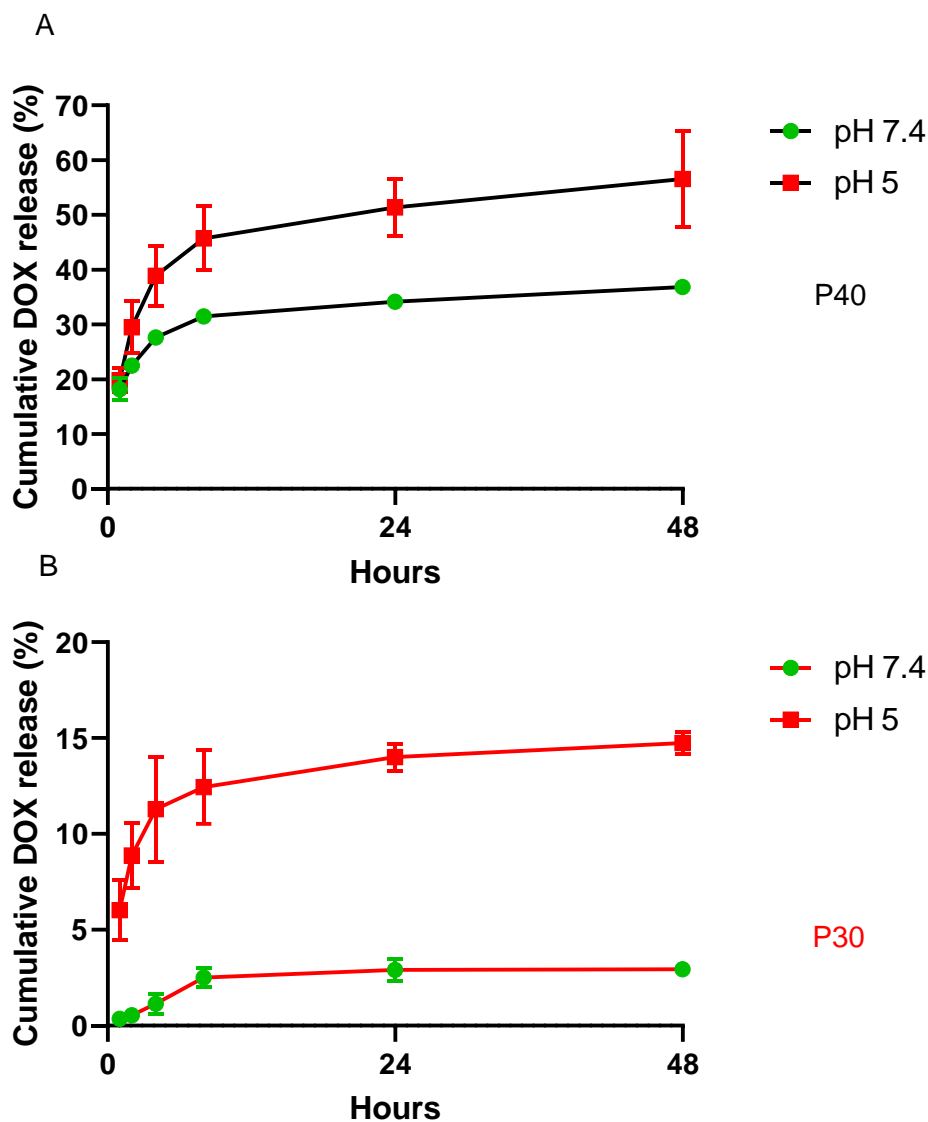 A
Cumulative DOX release (%)
70
60
50
40
30
20
10
0
0 24 48
Hours
pH 7.4
pH 5
P40
B
Cumulative DOX release (%)
20
15
10
5
0
0 24 48
Hours
pH 7.4
pH 5
P30